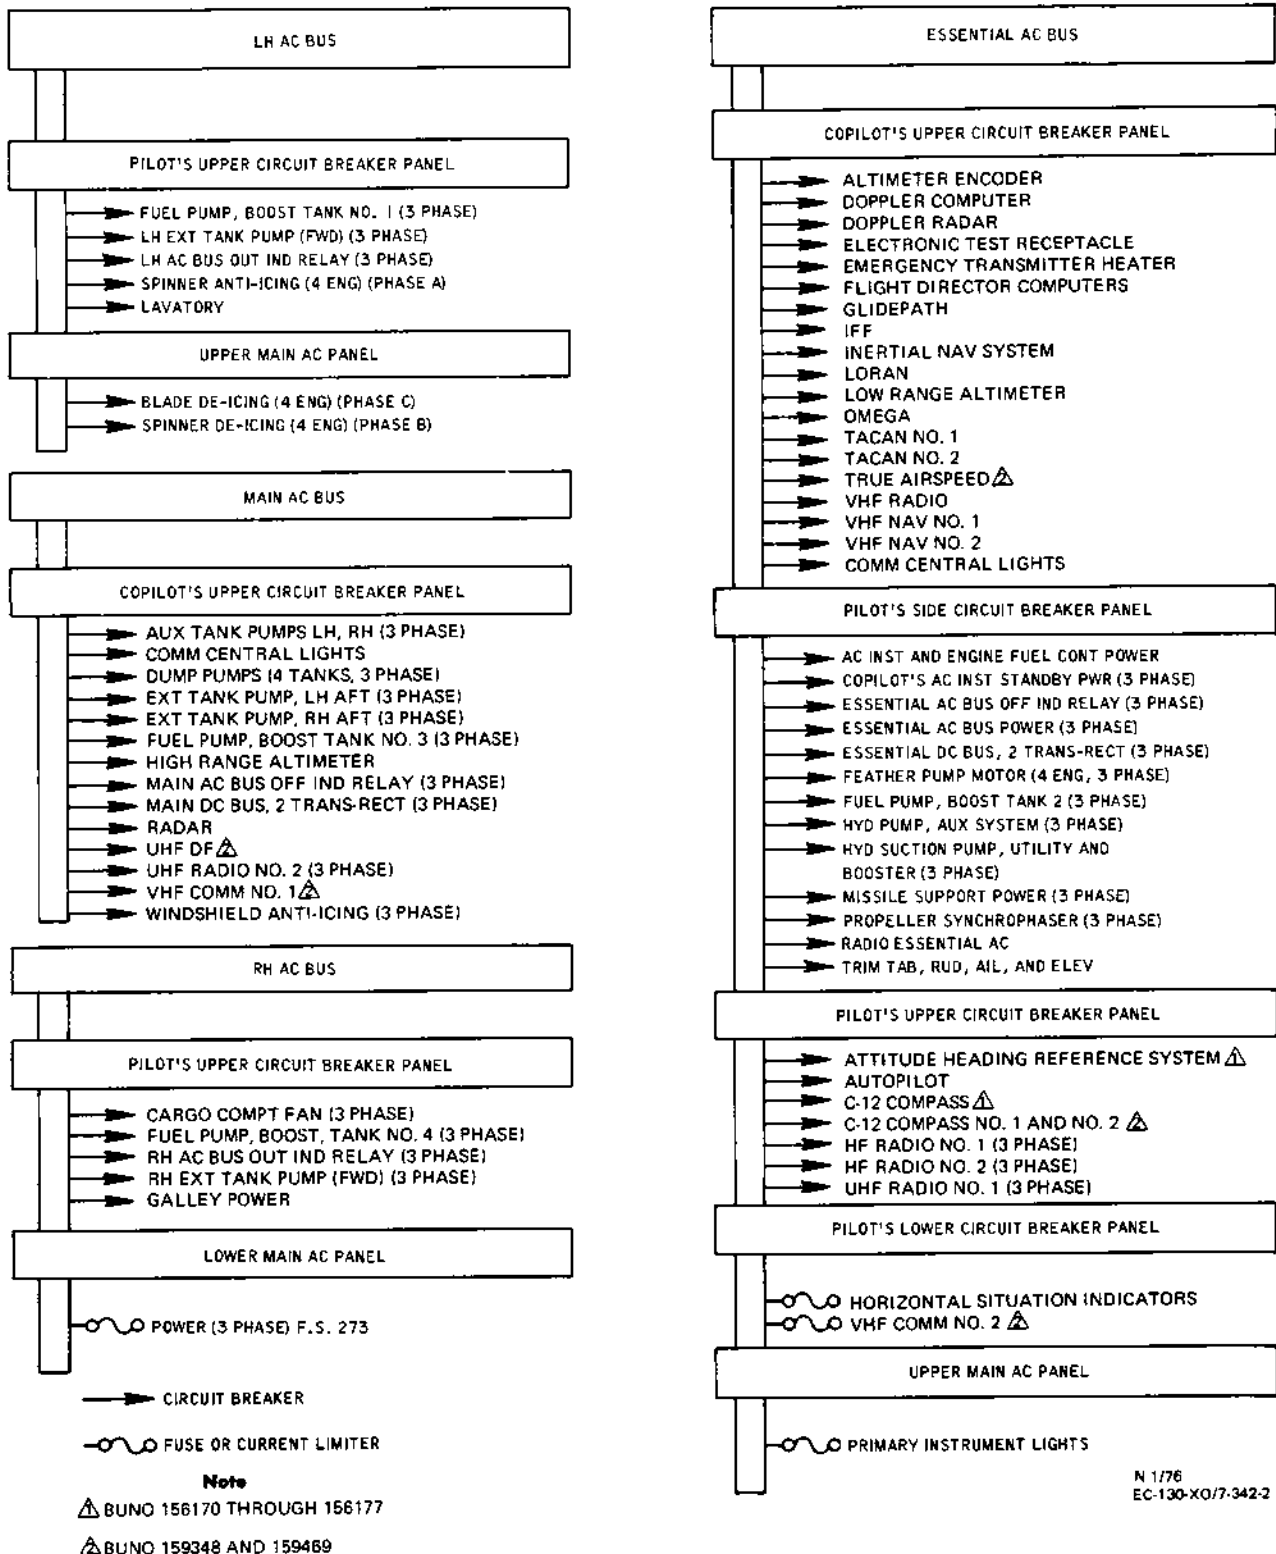 LH AC BUS
PILOT'S UPPER CIRCUIT BREAKER PANEL
FUEL PUMP, BOOST TANK NO. 1 (3 PHASE)
LH EXT TANK PUMP (FWD) (3 PHASE)
LH AC BUS OUT IND RELAY (3 PHASE)
SPINNER ANTI-ICING (4 ENG) (PHASE A)
LAVATORY
UPPER MAIN AC PANEL
BLADE DE-ICING (4 ENG) (PHASE C)
SPINNER DE-ICING (4 ENG) (PHASE B)
MAIN AC BUS
COPILOT'S UPPER CIRCUIT BREAKER PANEL
AUX TANK PUMPS LH, RH (3 PHASE)
COMM CENTRAL LIGHTS
DUMP PUMPS (4 TANKS, 3 PHASE)
EXT TANK PUMP, LH AFT (3 PHASE)
EXT TANK PUMP, RH AFT (3 PHASE)
FUEL PUMP, BOOST TANK NO. 3 (3 PHASE)
HIGH RANGE ALTIMETER
MAIN AC BUS OFF IND RELAY (3 PHASE)
MAIN DC BUS, 2 TRANS-RECT (3 PHASE)
RADAR
UHF DF 2
UHF RADIO NO. 2 (3 PHASE)
VHF COMM NO. 1 2
WINDSHIELD ANTI-ICING (3 PHASE)
RH AC BUS
PILOT'S UPPER CIRCUIT BREAKER PANEL
CARGO COMPT FAN (3 PHASE)
FUEL PUMP, BOOST, TANK NO. 4 (3 PHASE)
RH AC BUS OUT IND RELAY (3 PHASE)
RH EXT TANK PUMP (FWD) (3 PHASE)
GALLEY POWER
LOWER MAIN AC PANEL
POWER (3 PHASE) F.S. 273
CIRCUIT BREAKER
FUSE OR CURRENT LIMITER
Note
1 BUNO 156170 THROUGH 156177
2 BUNO 159348 AND 159469
ESSENTIAL AC BUS
COPILOT'S UPPER CIRCUIT BREAKER PANEL
ALTIMETER ENCODER
DOPPLER COMPUTER
DOPPLER RADAR
ELECTRONIC TEST RECEPTACLE
EMERGENCY TRANSMITTER HEATER
FLIGHT DIRECTOR COMPUTERS
GLIDEPATH
IFF
INERTIAL NAV SYSTEM
LORAN
LOW RANGE ALTIMETER
OMEGA
TACAN NO. 1
TACAN NO. 2
TRUE AIRSPEED 2
VHF RADIO
VHF NAV NO. 1
VHF NAV NO. 2
COMM CENTRAL LIGHTS
PILOT'S SIDE CIRCUIT BREAKER PANEL
AC INST AND ENGINE FUEL CONT POWER
COPILOT'S AC INST STANDBY PWR (3 PHASE)
ESSENTIAL AC BUS OFF IND RELAY (3 PHASE)
ESSENTIAL AC BUS POWER (3 PHASE)
ESSENTIAL DC BUS, 2 TRANS-RECT (3 PHASE)
FEATHER PUMP MOTOR (4 ENG, 3 PHASE)
FUEL PUMP, BOOST TANK 2 (3 PHASE)
HYD PUMP, AUX SYSTEM (3 PHASE)
HYD SUCTION PUMP, UTILITY AND
BOOSTER (3 PHASE)
MISSILE SUPPORT POWER (3 PHASE)
PROPELLER SYNCHROPHASER (3 PHASE)
RADIO ESSENTIAL AC
TRIM TAB, RUD, AIL, AND ELEV
PILOT'S UPPER CIRCUIT BREAKER PANEL
ATTITUDE HEADING REFERENCE SYSTEM 1
AUTOPILOT
C-12 COMPASS 1
C-12 COMPASS NO. 1 AND NO. 2 2
HF RADIO NO. 1 (3 PHASE)
HF RADIO NO. 2 (3 PHASE)
UHF RADIO NO. 1 (3 PHASE)
PILOT'S LOWER CIRCUIT BREAKER PANEL
HORIZONTAL SITUATION INDICATORS
VHF COMM NO. 2 2
UPPER MAIN AC PANEL
PRIMARY INSTRUMENT LIGHTS
N 1/76
EC-130-XO/7-342-2